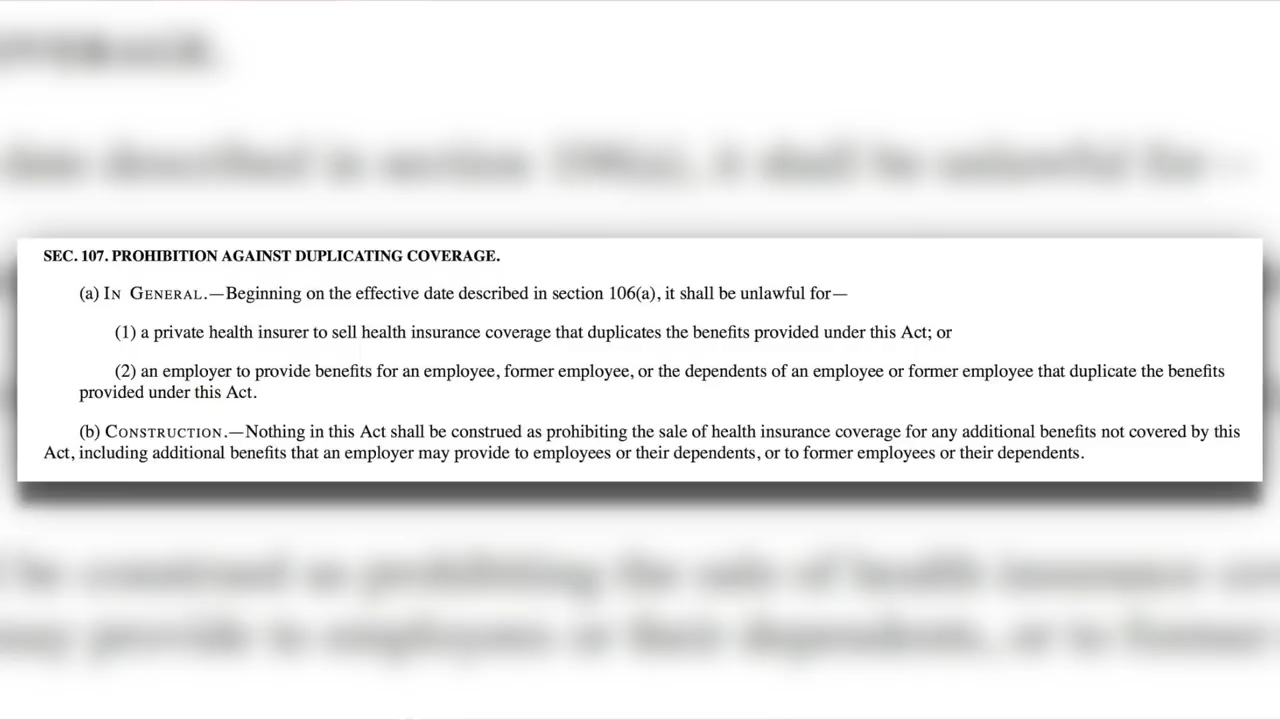 SEC. 107. PROHIBITION AGAINST DUPLICATING COVERAGE.
(a) IN GENERAL.—Beginning on the effective date described in section 106(a), it shall be unlawful for—
(1) a private health insurer to sell health insurance coverage that duplicates the benefits provided under this Act; or
(2) an employer to provide benefits for an employee, former employee, or the dependents of an employee or former employee that duplicate the benefits
provided under this Act.
(b) CONSTRUCTION.—Nothing in this Act shall be construed as prohibiting the sale of health insurance coverage for any additional benefits not covered by this
Act, including additional benefits that an employer may provide to employees or their dependents, or to former employees or their dependents.